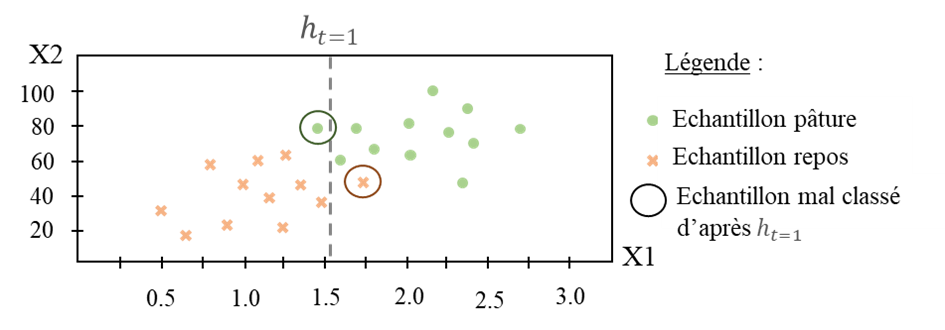 h_{t=1}
X2
100
80
60
40
20
0.5 1.0 1.5 2.0 2.5 3.0
X1
Légende :
Echantillon pâture
Echantillon repos
Echantillon mal classé
d’après h_{t=1}